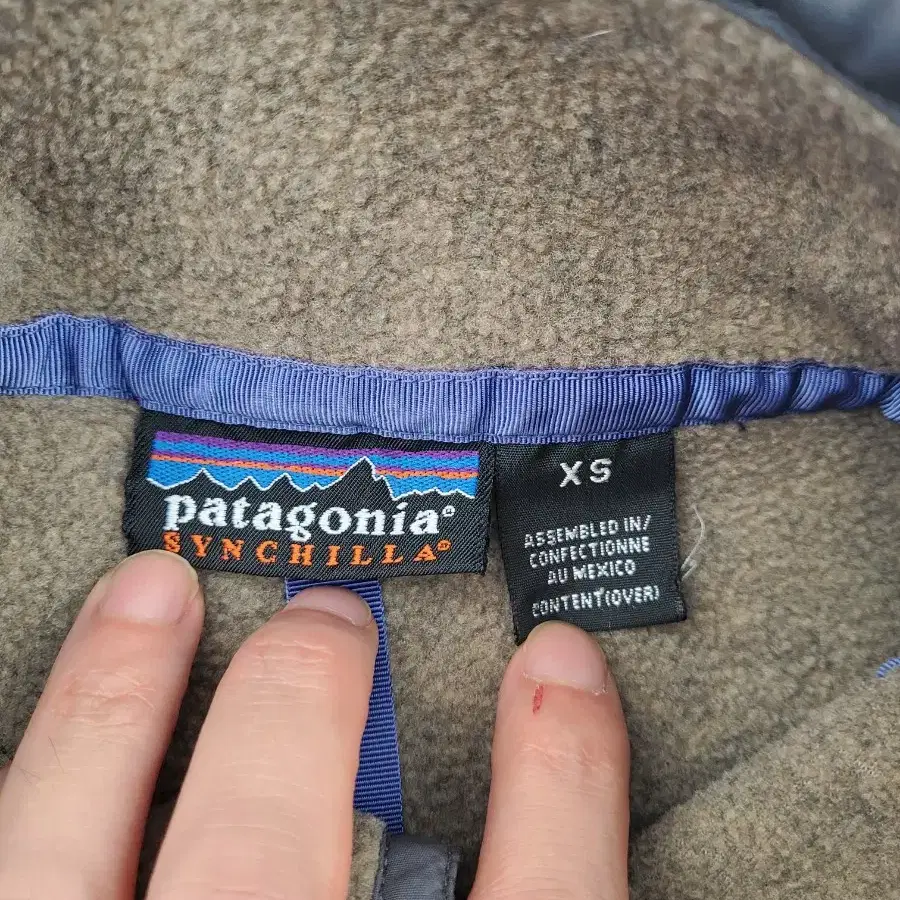 patagonia®
SYNCHILLA®
XS
ASSEMBLED IN/
CONFECTIONNE
AU MEXICO
CONTENT(OVER)